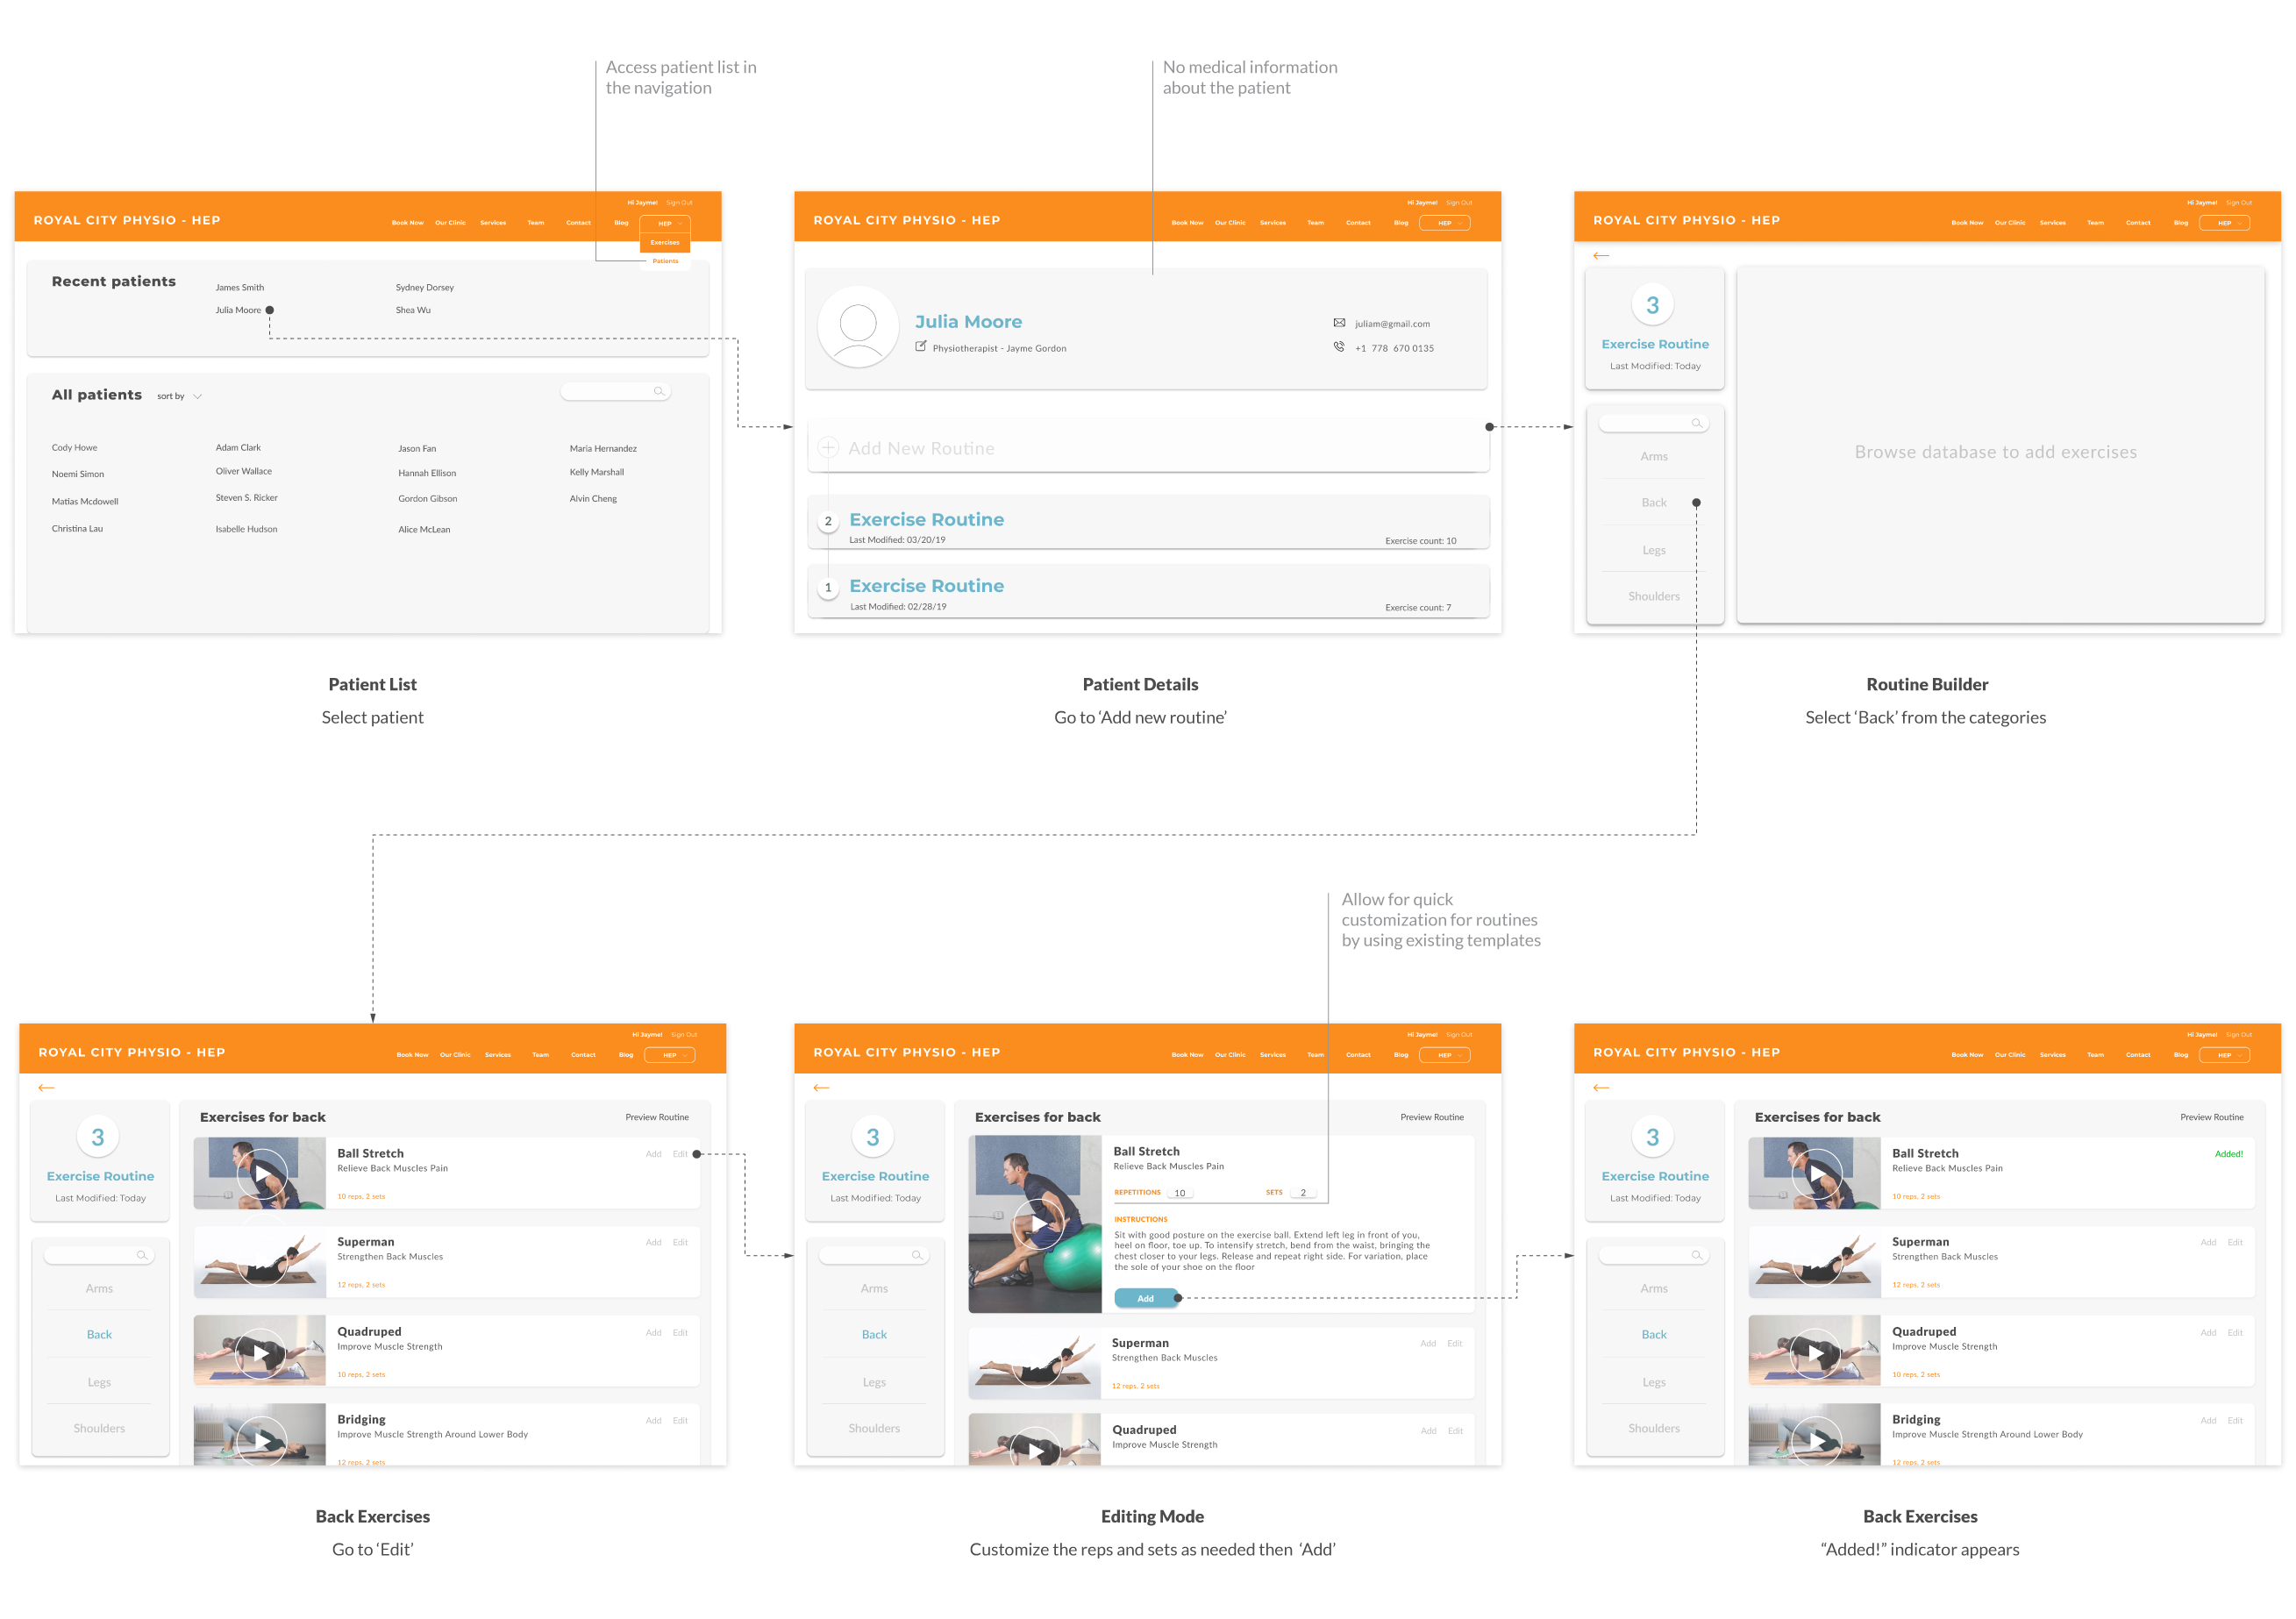 Access patient list in
the navigation
No medical information
about the patient
Hi Jayme! Sign Out
ROYAL CITY PHYSIO - HEP
Book Now Our Clinic Services Team Contact Blog HEP
Exercises
Patients
Recent patients
James Smith Sydney Dorsey
Julia Moore Shea Wu
All patients sort by
Cody Howe Adam Clark Jason Fan Maria Hernandez
Noemi Simon Oliver Wallace Hannah Ellison Kelly Marshall
Matias Mcdowell Steven S. Ricker Gordon Gibson Alvin Cheng
Christina Lau Isabelle Hudson Alice McLean
Patient List
Select patient
Hi Jayme! Sign Out
ROYAL CITY PHYSIO - HEP
Book Now Our Clinic Services Team Contact Blog HEP
Julia Moore
Physiotherapist - Jayme Gordon
juliam@gmail.com
+1 778 670 0135
Add New Routine
2 Exercise Routine
Last Modified: 03/20/19 Exercise count: 10
1 Exercise Routine
Last Modified: 02/28/19 Exercise count: 7
Patient Details
Go to ‘Add new routine’
Hi Jayme! Sign Out
ROYAL CITY PHYSIO - HEP
Book Now Our Clinic Services Team Contact Blog HEP
3
Exercise Routine
Last Modified: Today
Arms
Back
Legs
Shoulders
Browse database to add exercises
Routine Builder
Select ‘Back’ from the categories
Allow for quick
customization for routines
by using existing templates
Hi Jayme! Sign Out
ROYAL CITY PHYSIO - HEP
Book Now Our Clinic Services Team Contact Blog HEP
3
Exercise Routine
Last Modified: Today
Arms
Back
Legs
Shoulders
Exercises for back Preview Routine
Ball Stretch Add Edit
Relieve Back Muscles Pain
10 reps, 2 sets
Superman Add Edit
Strengthen Back Muscles
12 reps, 2 sets
Quadruped Add Edit
Improve Muscle Strength
10 reps, 2 sets
Bridging Add Edit
Improve Muscle Strength Around Lower Body
12 reps, 2 sets
Back Exercises
Go to ‘Edit’
Hi Jayme! Sign Out
ROYAL CITY PHYSIO - HEP
Book Now Our Clinic Services Team Contact Blog HEP
3
Exercise Routine
Last Modified: Today
Arms
Back
Legs
Shoulders
Exercises for back Preview Routine
Ball Stretch
Relieve Back Muscles Pain
REPETITIONS 10 SETS 2
INSTRUCTIONS
Sit with good posture on the exercise ball. Extend left leg in front of you,
heel on floor, toe up. To intensify stretch, bend from the waist, bringing the
chest closer to your legs. Release and repeat right side. For variation, place
the sole of your shoe on the floor
Add
Superman Add Edit
Strengthen Back Muscles
12 reps, 2 sets
Quadruped Add Edit
Improve Muscle Strength
Editing Mode
Customize the reps and sets as needed then ‘Add’
Hi Jayme! Sign Out
ROYAL CITY PHYSIO - HEP
Book Now Our Clinic Services Team Contact Blog HEP
3
Exercise Routine
Last Modified: Today
Arms
Back
Legs
Shoulders
Exercises for back Preview Routine
Ball Stretch Added!
Relieve Back Muscles Pain
10 reps, 2 sets
Superman Add Edit
Strengthen Back Muscles
12 reps, 2 sets
Quadruped Add Edit
Improve Muscle Strength
10 reps, 2 sets
Bridging Add Edit
Improve Muscle Strength Around Lower Body
12 reps, 2 sets
Back Exercises
“Added!” indicator appears